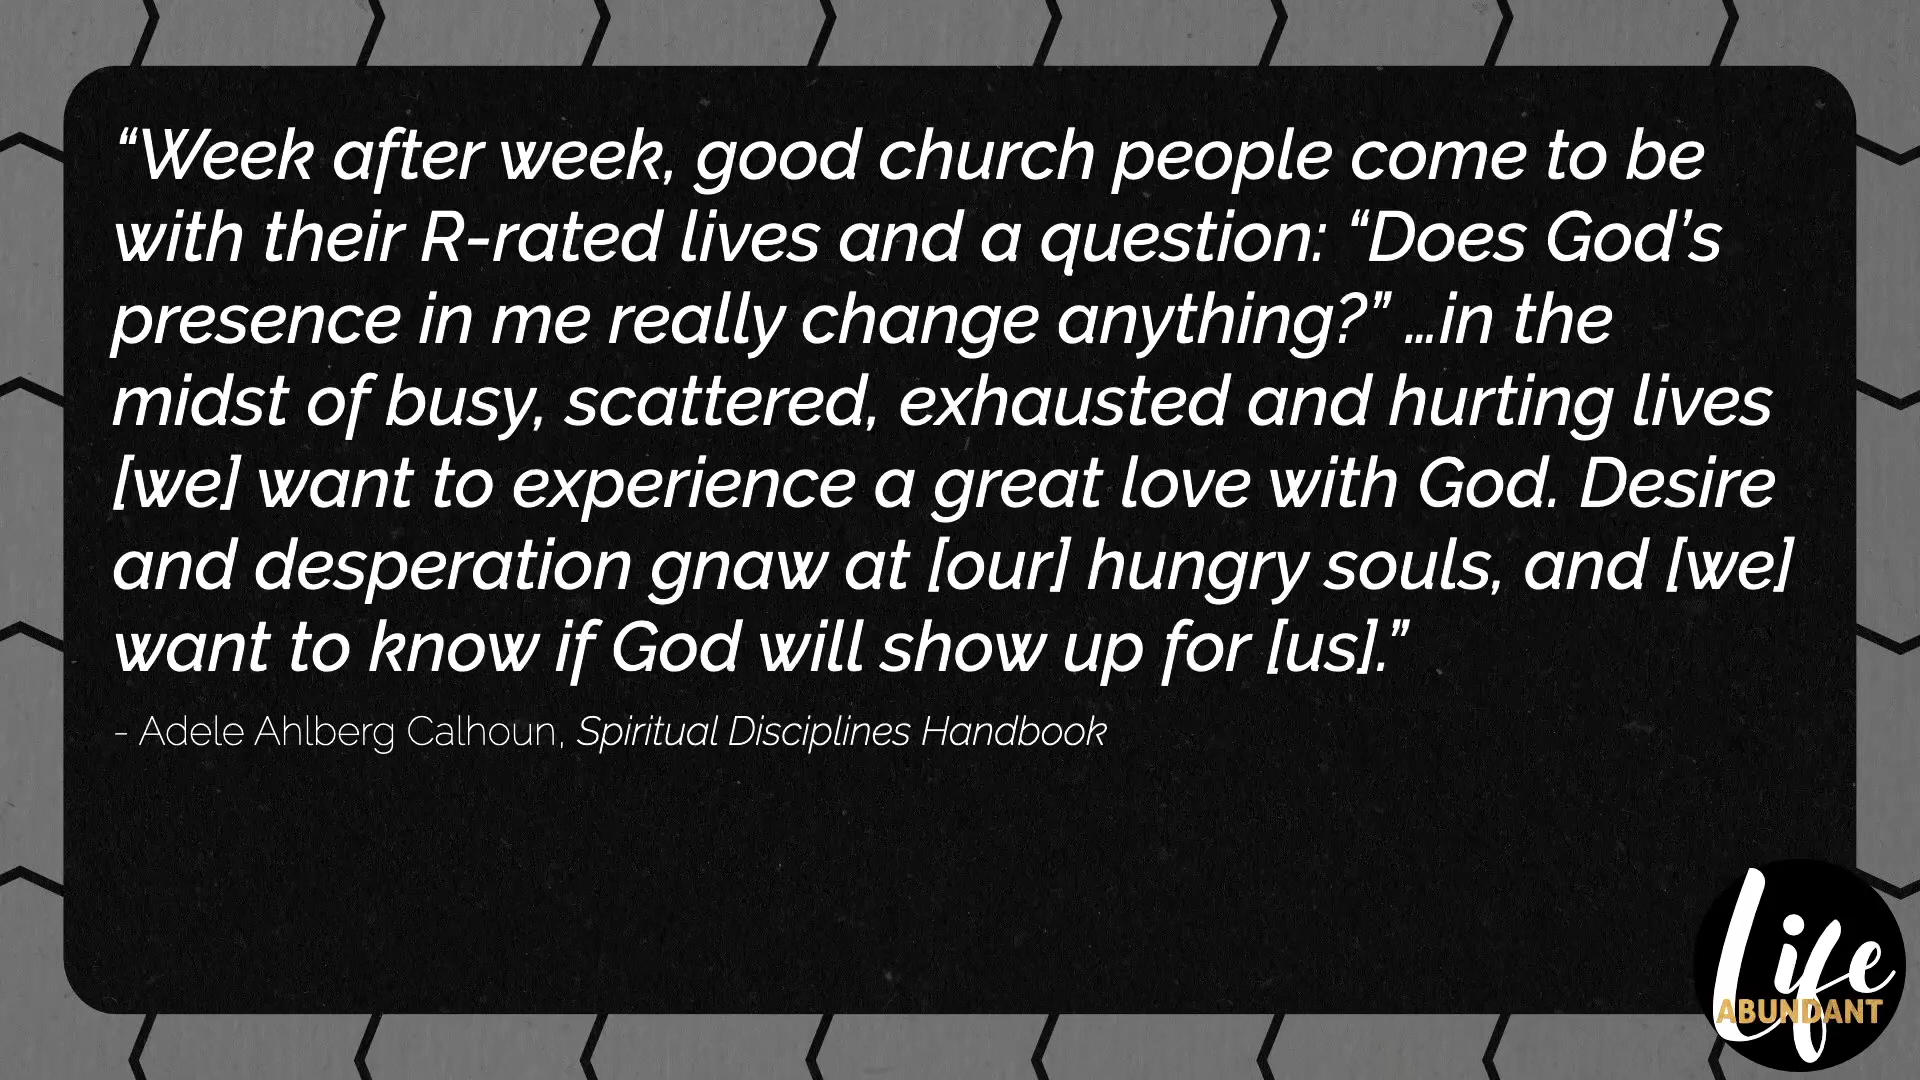 “Week after week, good church people come to be
with their R-rated lives and a question: “Does God’s
presence in me really change anything?” …in the
midst of busy, scattered, exhausted and hurting lives
[we] want to experience a great love with God. Desire
and desperation gnaw at [our] hungry souls, and [we]
want to know if God will show up for [us].”
- Adele Ahlberg Calhoun, Spiritual Disciplines Handbook
Life
ABUNDANT